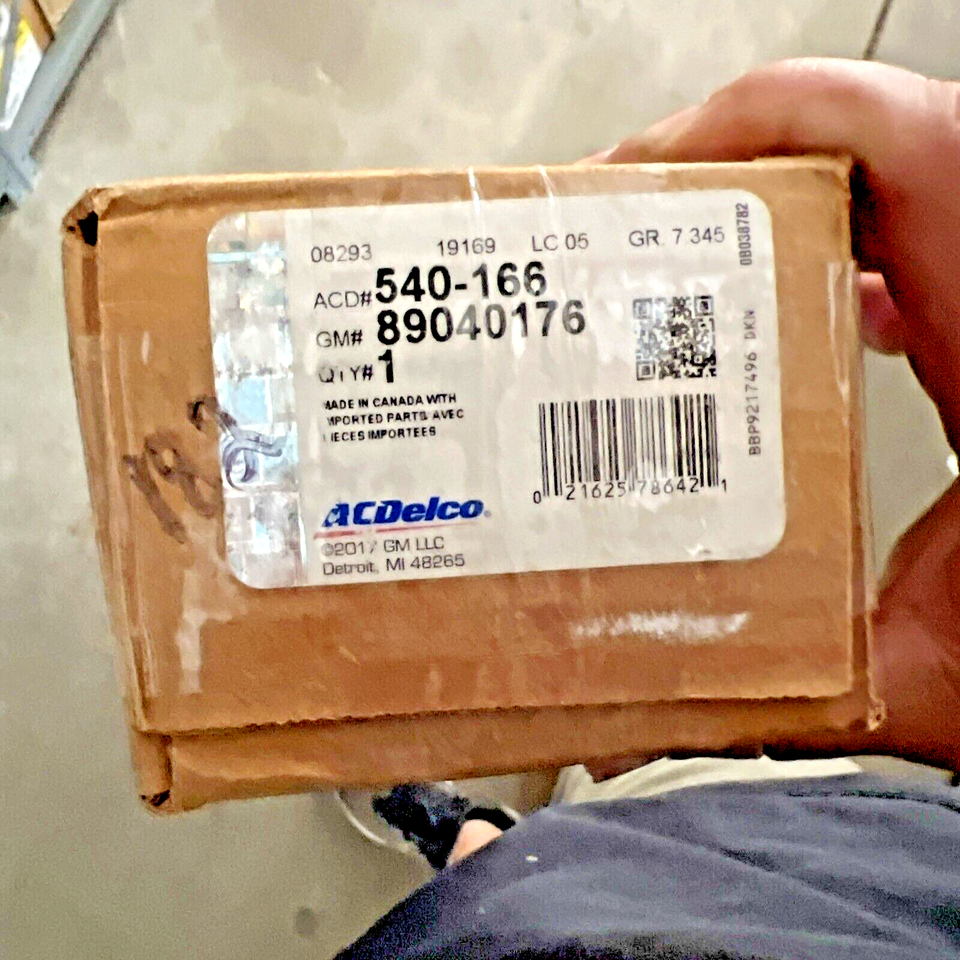 08293 19169 LC 05 GR. 7.345
ACD# 540-166
GM# 89040176
QTY# 1
MADE IN CANADA WITH
IMPORTED PARTS AVEC
PIECES IMPORTEES
ACDelco®
©2017 GM LLC
Detroit, MI 48265
0 21625 78642 1
0B038782
BBP9217496 DKN
182